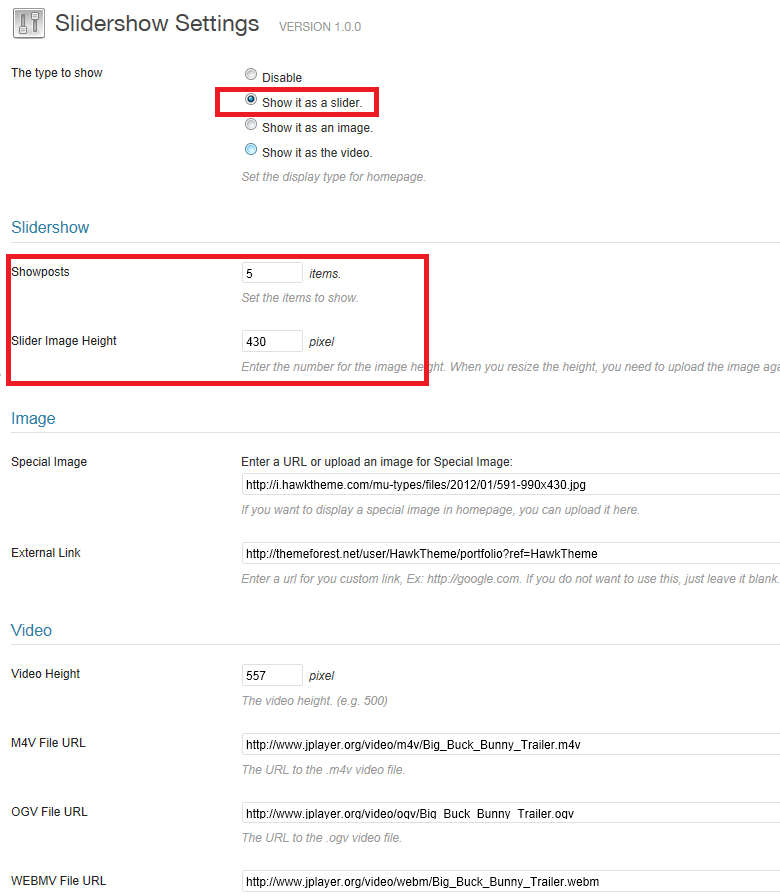 Slidershow Settings VERSION 1.0.0
The type to show
Disable
Show it as a slider.
Show it as an image.
Show it as the video.
Set the display type for homepage.
Slidershow
Showposts 5 items.
Set the items to show.
Slider Image Height 430 pixel
Enter the number for the image height. When you resize the height, you need to upload the image aga
Image
Special Image Enter a URL or upload an image for Special Image:
http://i.hawktheme.com/mu-types/files/2012/01/591-990x430.jpg
If you want to display a special image in homepage, you can upload it here.
External Link http://themeforest.net/user/HawkTheme/portfolio?ref=HawkTheme
Enter a url for you custom link, Ex: http://google.com. If you do not want to use this, just leave it blank.
Video
Video Height 557 pixel
The video height. (e.g. 500)
M4V File URL http://www.jplayer.org/video/m4v/Big_Buck_Bunny_Trailer.m4v
The URL to the .m4v video file.
OGV File URL http://www.jplayer.org/video/ogv/Big_Buck_Bunny_Trailer.ogv
The URL to the .ogv video file.
WEBMV File URL http://www.jplayer.org/video/webm/Big_Buck_Bunny_Trailer.webm